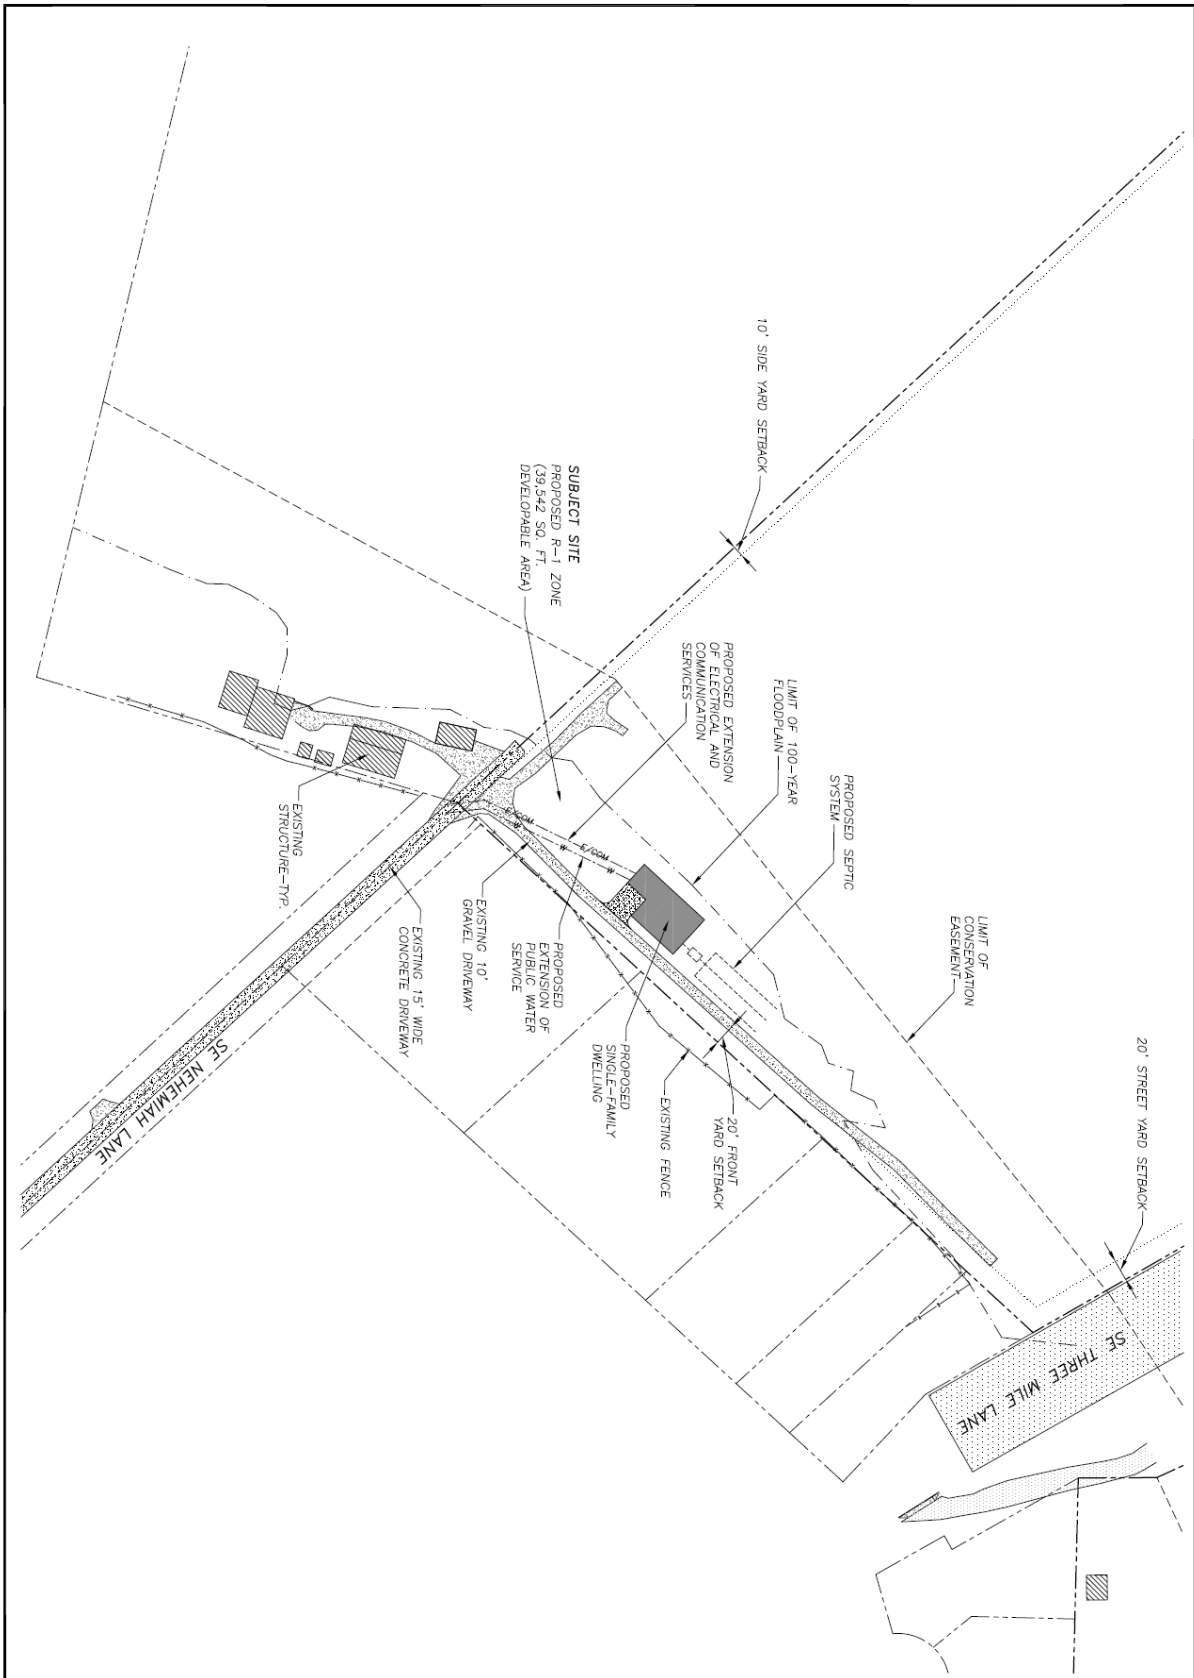 20' STREET YARD SETBACK
LIMIT OF
CONSERVATION
EASEMENT
PROPOSED SEPTIC
SYSTEM
LIMIT OF 100-YEAR
FLOODPLAIN
10' SIDE YARD SETBACK
PROPOSED EXTENSION
OF ELECTRICAL AND
COMMUNICATION
SERVICES
SUBJECT SITE
PROPOSED R-1 ZONE
(39,542 SQ. FT.
DEVELOPABLE AREA)
SE THREE MILE LANE
20' FRONT
YARD SETBACK
EXISTING FENCE
PROPOSED
SINGLE-FAMILY
DWELLING
E/COM
E/COM
W
W
W
PROPOSED
EXTENSION OF
PUBLIC WATER
SERVICE
EXISTING 10'
GRAVEL DRIVEWAY
EXISTING 15' WIDE
CONCRETE DRIVEWAY
EXISTING
STRUCTURE-TYP.
SE NEHEMIAH LANE